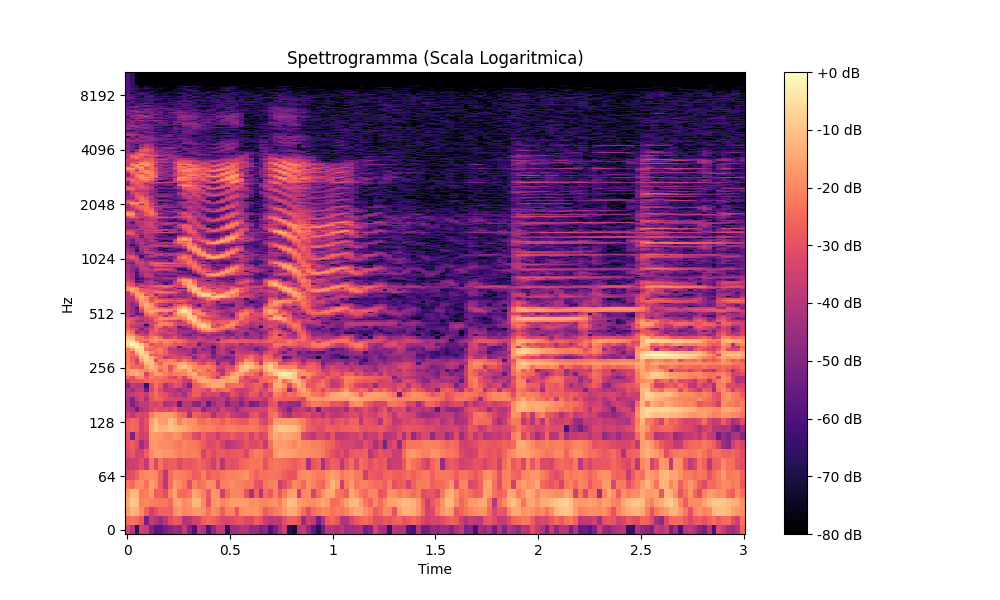 Spettrogramma (Scala Logaritmica)
Hz
8192
4096
2048
1024
512
256
128
64
0
0
0.5
1
1.5
2
2.5
3
Time
+0 dB
-10 dB
-20 dB
-30 dB
-40 dB
-50 dB
-60 dB
-70 dB
-80 dB